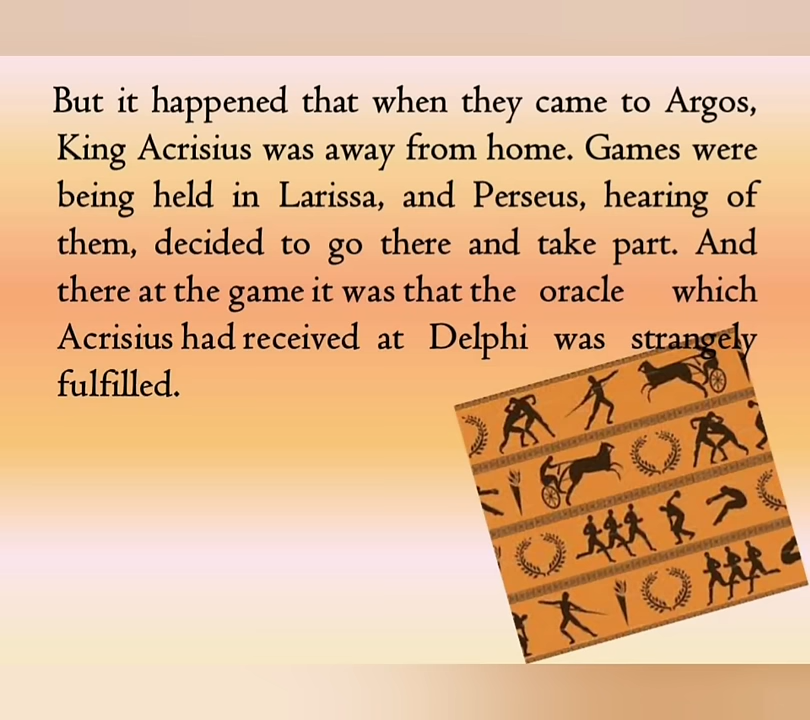 But it happened that when they came to Argos,
King Acrisius was away from home. Games were
being held in Larissa, and Perseus, hearing of
them, decided to go there and take part. And
there at the game it was that the oracle which
Acrisius had received at Delphi was strangely
fulfilled.